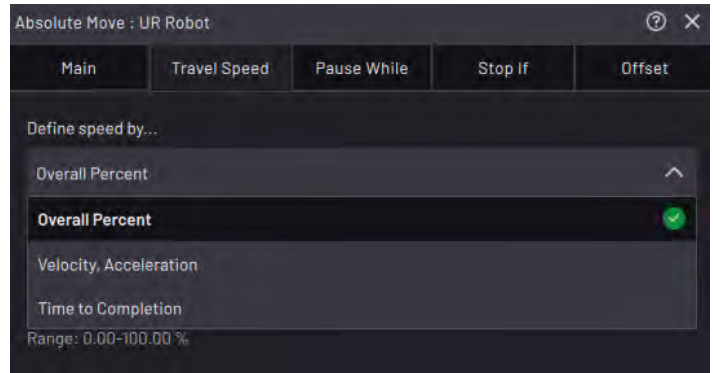 Absolute Move : UR Robot
Main Travel Speed Pause While Stop If Offset
Define speed by...
Overall Percent
Overall Percent
Velocity, Acceleration
Time to Completion
Range: 0.00-100.00 %